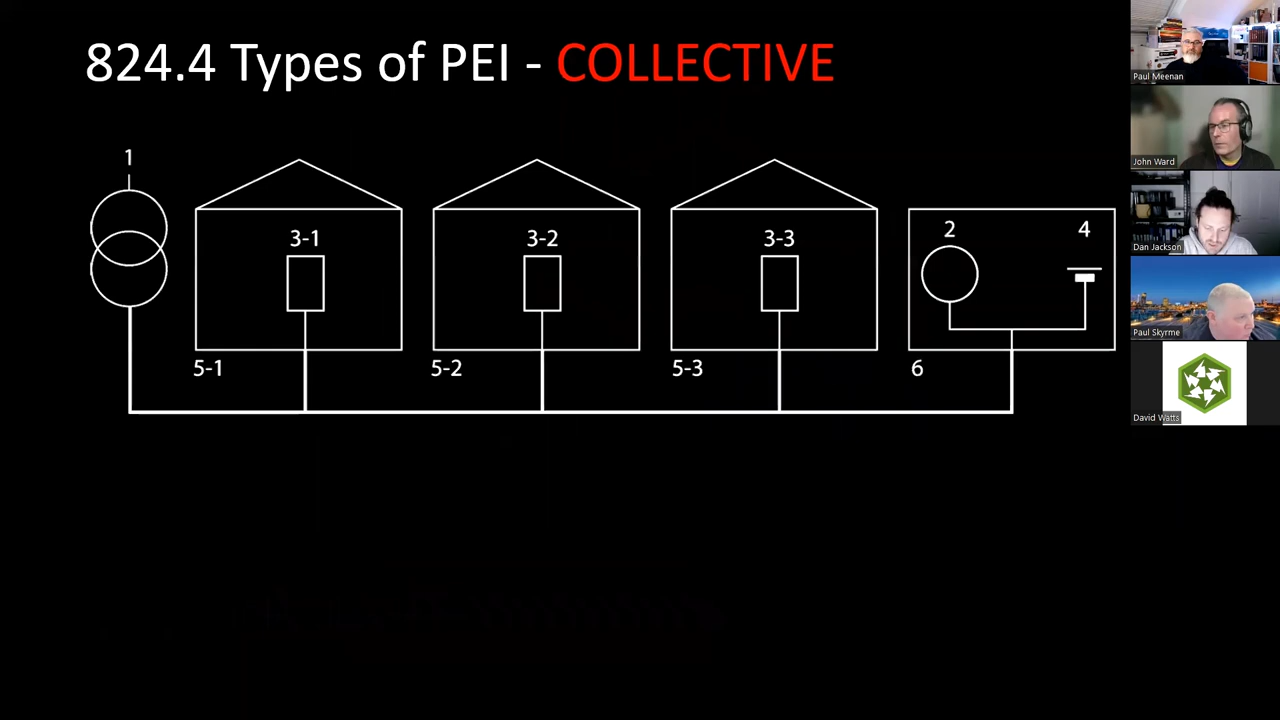 824.4 Types of PEI - COLLECTIVE
1
3-1
3-2
3-3
2
4
5-1
5-2
5-3
6
Paul Meenan
John Ward
Dan Jackson
Paul Skyrme
David Watts